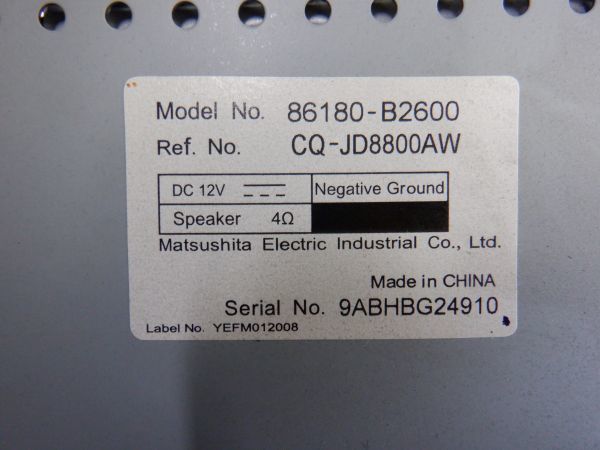 Model No. 86180-B2600
Ref. No. CQ-JD8800AW
DC 12V Negative Ground
Speaker 4Ω
Matsushita Electric Industrial Co., Ltd.
Made in CHINA
Serial No. 9ABHBG24910
Label No. YEFM012008